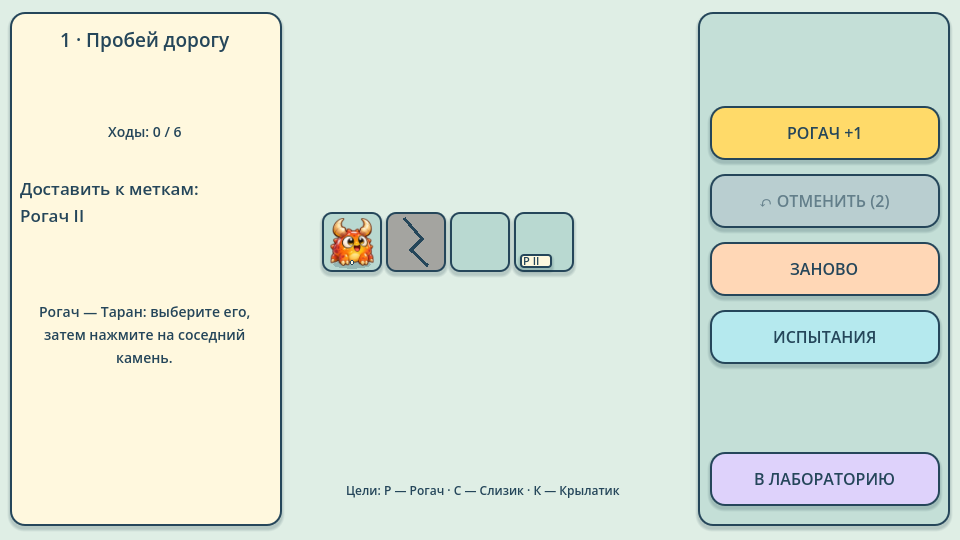 1 · Пробей дорогу
Ходы: 0 / 6
Доставить к меткам:
Рогач II
Рогач — Таран: выберите его,
затем нажмите на соседний
камень.
Р II
Цели: Р — Рогач · С — Слизик · К — Крылатик
РОГАЧ +1
⤺ ОТМЕНИТЬ (2)
ЗАНОВО
ИСПЫТАНИЯ
В ЛАБОРАТОРИЮ